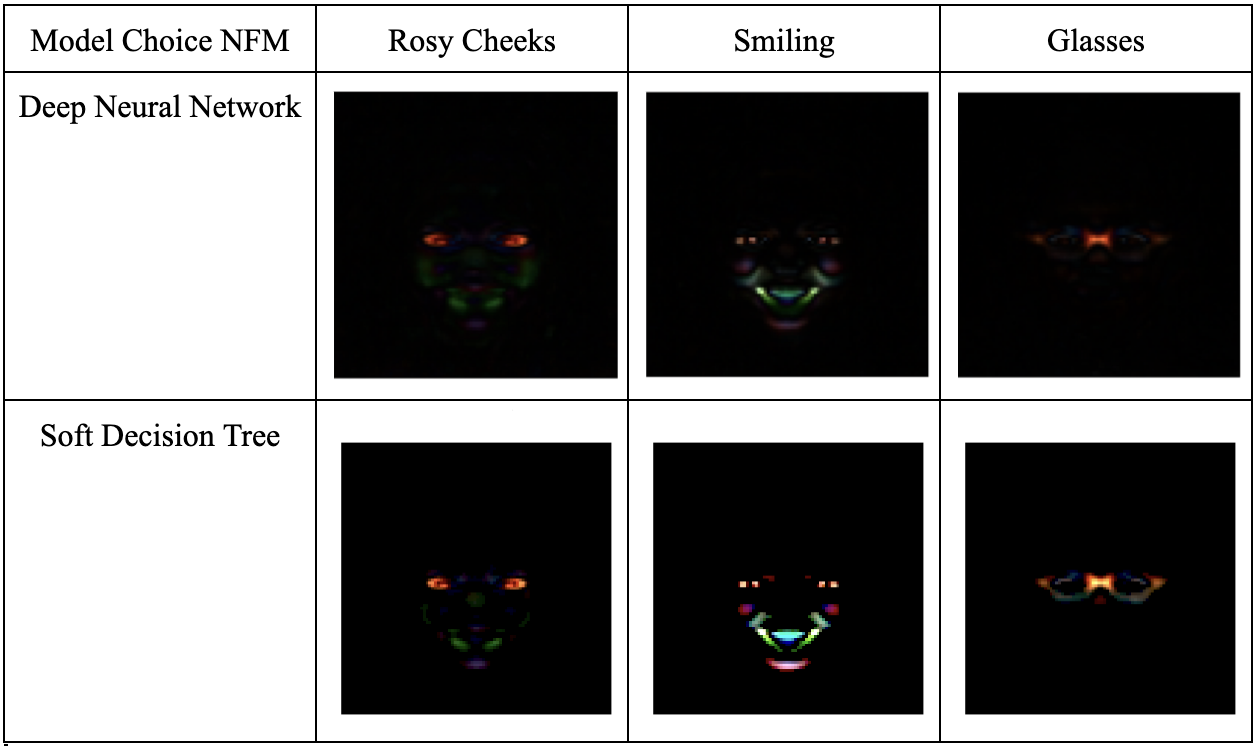 Model Choice NFM
Rosy Cheeks
Smiling
Glasses
Deep Neural Network
Soft Decision Tree